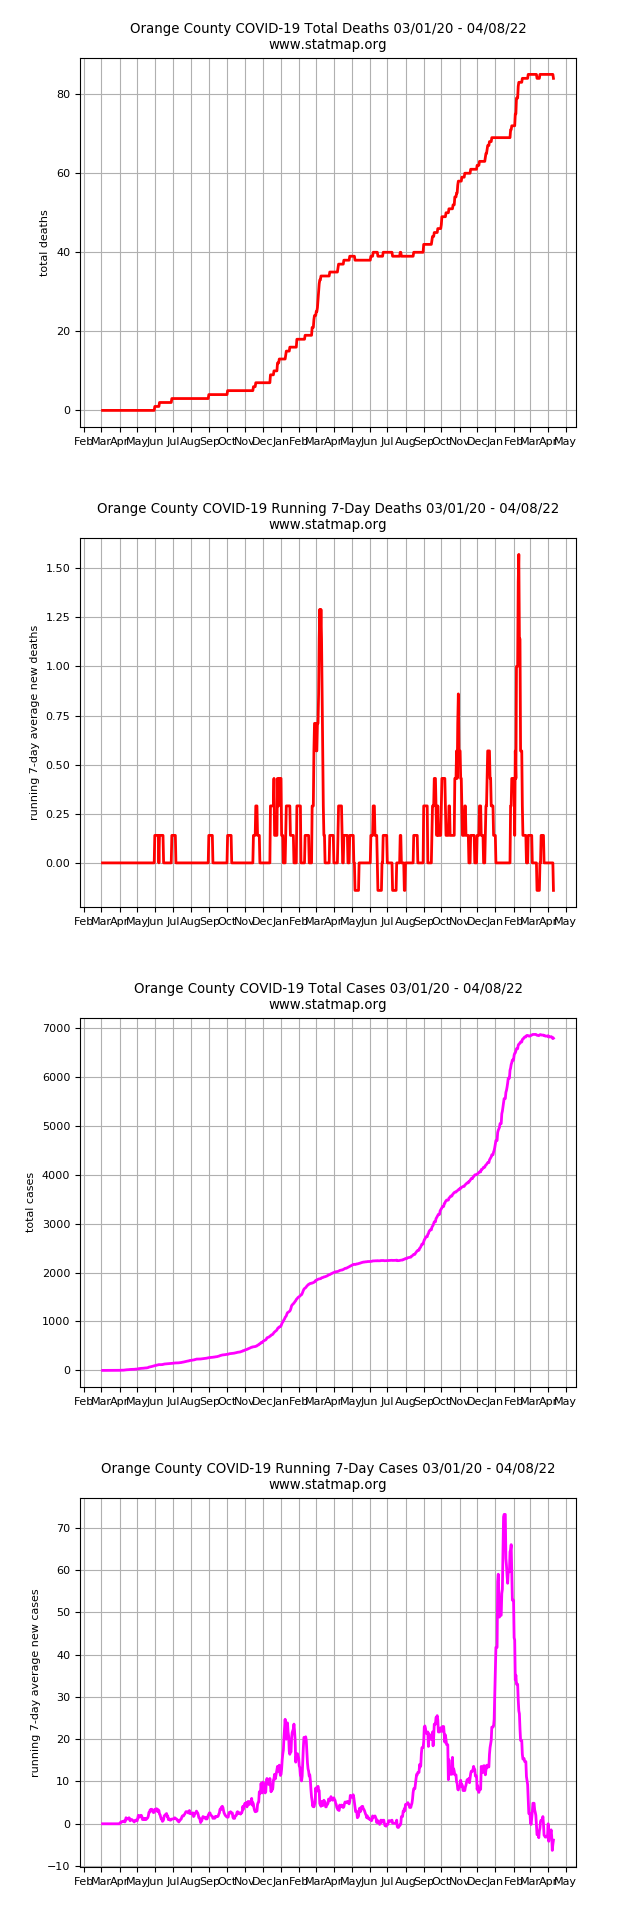 Orange County COVID-19 Total Deaths 03/01/20 - 04/08/22
www.statmap.org
80
60
40
20
0
total deaths
Feb Mar Apr May Jun Jul Aug Sep Oct Nov Dec Jan Feb Mar Apr May Jun Jul Aug Sep Oct Nov Dec Jan Feb Mar Apr May
Orange County COVID-19 Running 7-Day Deaths 03/01/20 - 04/08/22
www.statmap.org
1.50
1.25
1.00
0.75
0.50
0.25
0.00
running 7-day average new deaths
Feb Mar Apr May Jun Jul Aug Sep Oct Nov Dec Jan Feb Mar Apr May Jun Jul Aug Sep Oct Nov Dec Jan Feb Mar Apr May
Orange County COVID-19 Total Cases 03/01/20 - 04/08/22
www.statmap.org
7000
6000
5000
4000
3000
2000
1000
0
total cases
Feb Mar Apr May Jun Jul Aug Sep Oct Nov Dec Jan Feb Mar Apr May Jun Jul Aug Sep Oct Nov Dec Jan Feb Mar Apr May
Orange County COVID-19 Running 7-Day Cases 03/01/20 - 04/08/22
www.statmap.org
70
60
50
40
30
20
10
0
−10
running 7-day average new cases
Feb Mar Apr May Jun Jul Aug Sep Oct Nov Dec Jan Feb Mar Apr May Jun Jul Aug Sep Oct Nov Dec Jan Feb Mar Apr May